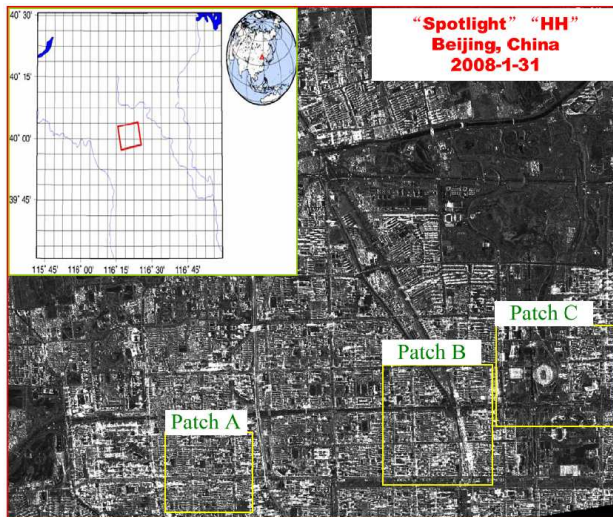 “Spotlight” “HH”
Beijing, China
2008-1-31
40° 30'
40° 15'
40° 00'
39° 45'
115° 45' 116° 00' 116° 15' 116° 30' 116° 45'
Patch C
Patch B
Patch A